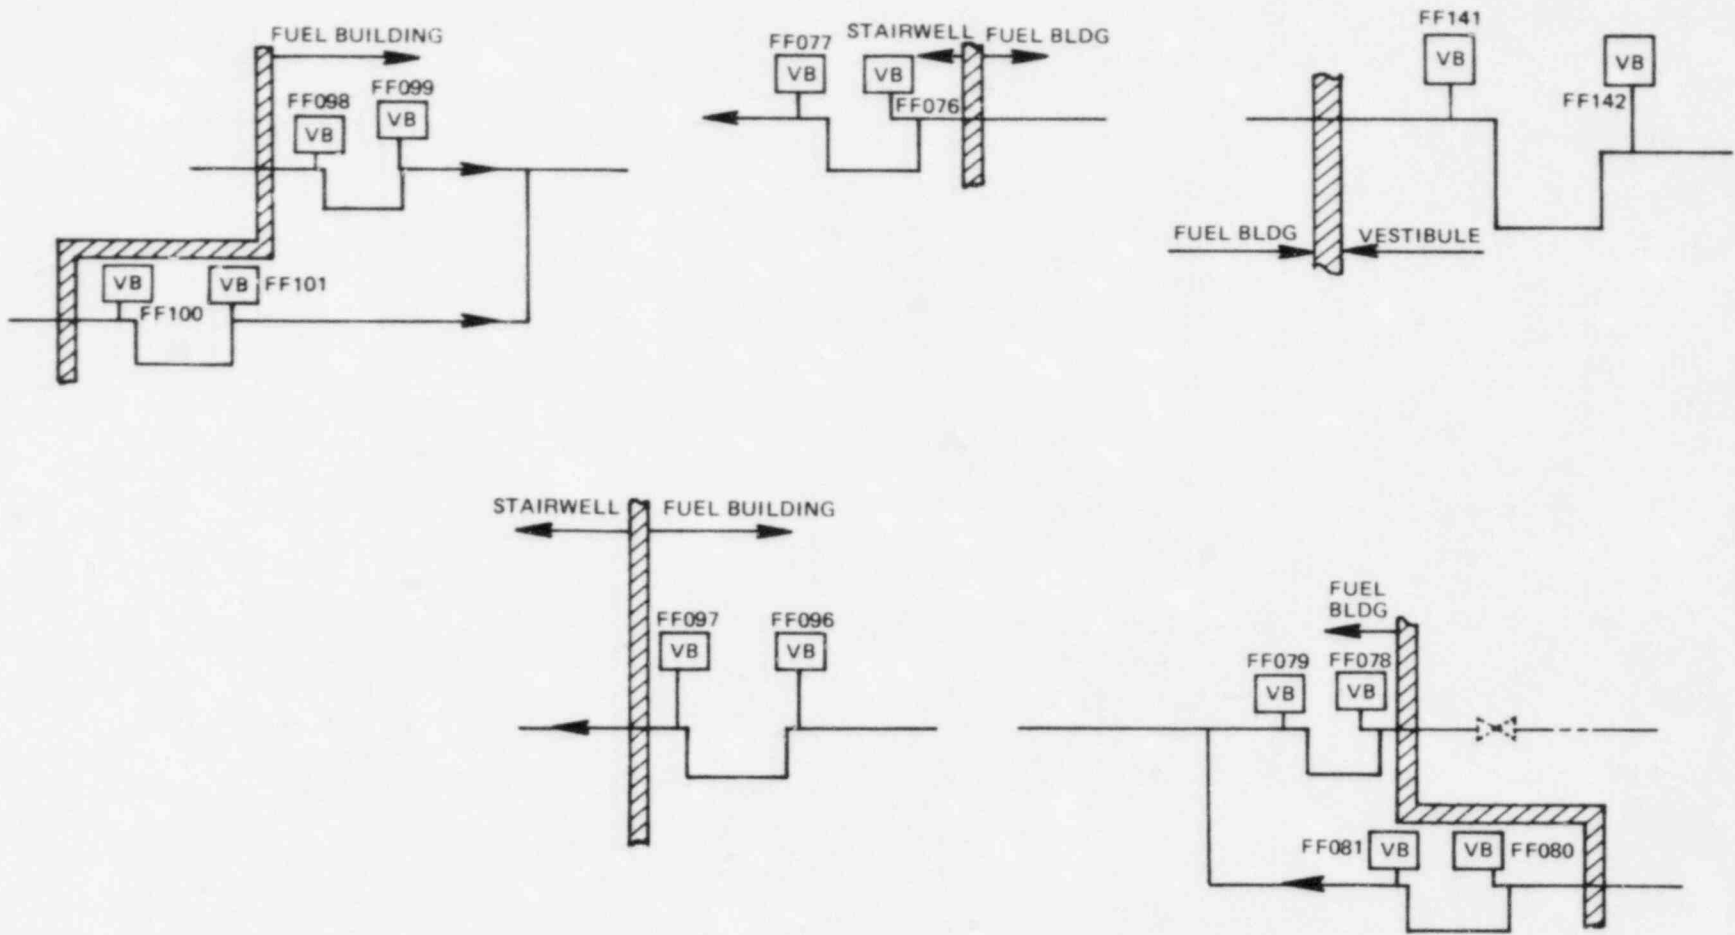 FUEL BUILDING
FF098
FF099
VB
VB
VB
VB
FF101
FF100
FF077
STAIRWELL
FUEL BLDG
VB
VB
FF076
FF141
VB
VB
FF142
FUEL BLDG
VESTIBULE
STAIRWELL
FUEL BUILDING
FF097
FF096
VB
VB
FUEL
BLDG
FF079
FF078
VB
VB
FF081
VB
VB
FF080